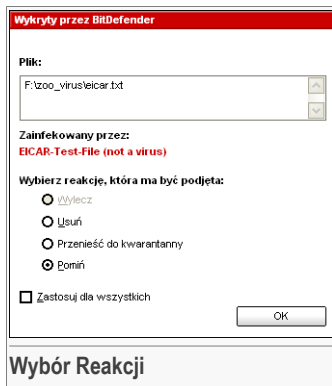 Wykryty przez BitDefender
Plik:
F:\zoo_virus\eicar.txt
Zainfekowany przez:
EICAR-Test-File (not a virus)
Wybierz reakcję, która ma być podjęta:
Wylecz
Usuń
Przenieść do kwarantanny
Pomiń
Zastosuj dla wszystkich
OK
Wybór Reakcji